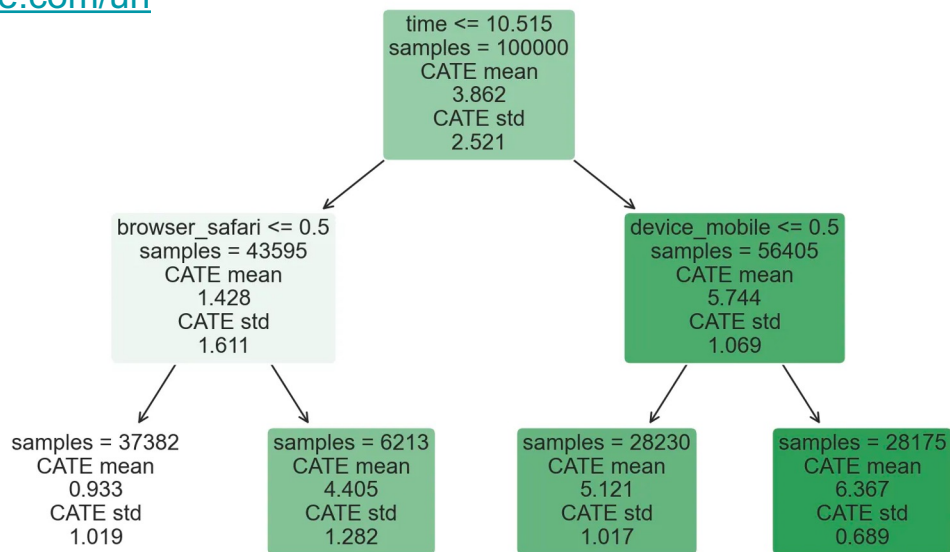 c.com/un
time <= 10.515
samples = 100000
CATE mean
3.862
CATE std
2.521
browser_safari <= 0.5
samples = 43595
CATE mean
1.428
CATE std
1.611
device_mobile <= 0.5
samples = 56405
CATE mean
5.744
CATE std
1.069
samples = 37382
CATE mean
0.933
CATE std
1.019
samples = 6213
CATE mean
4.405
CATE std
1.282
samples = 28230
CATE mean
5.121
CATE std
1.017
samples = 28175
CATE mean
6.367
CATE std
0.689